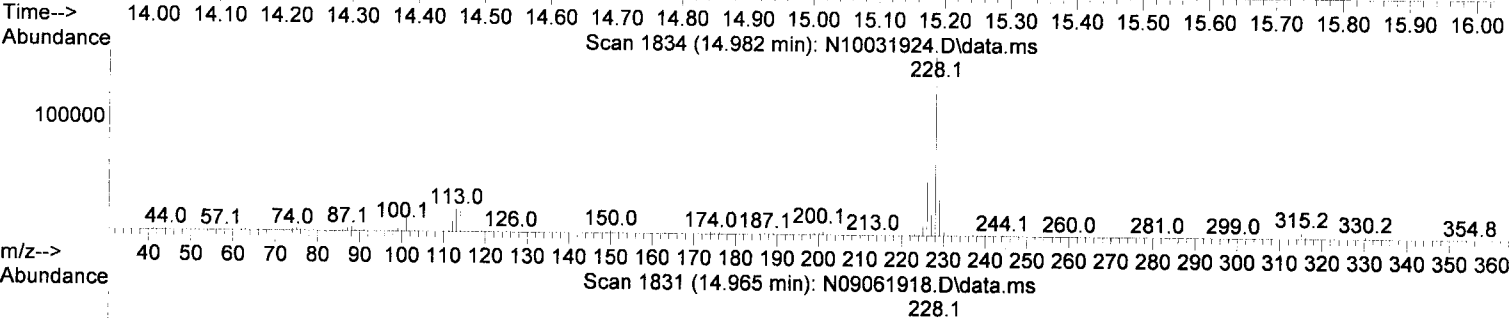 Time--> 14.00 14.10 14.20 14.30 14.40 14.50 14.60 14.70 14.80 14.90 15.00 15.10 15.20 15.30 15.40 15.50 15.60 15.70 15.80 15.90 16.00
Abundance Scan 1834 (14.982 min): N10031924.D\data.ms
228.1
100000
44.0 57.1 74.0 87.1 100.1 113.0 126.0 150.0 174.0 187.1 200.1 213.0 244.1 260.0 281.0 299.0 315.2 330.2 354.8
m/z--> 40 50 60 70 80 90 100 110 120 130 140 150 160 170 180 190 200 210 220 230 240 250 260 270 280 290 300 310 320 330 340 350 360
Abundance Scan 1831 (14.965 min): N09061918.D\data.ms
228.1